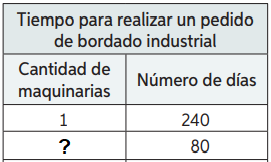 Tiempo para realizar un pedido
de bordado industrial
Cantidad de
maquinarias
Número de días
1 240
? 80